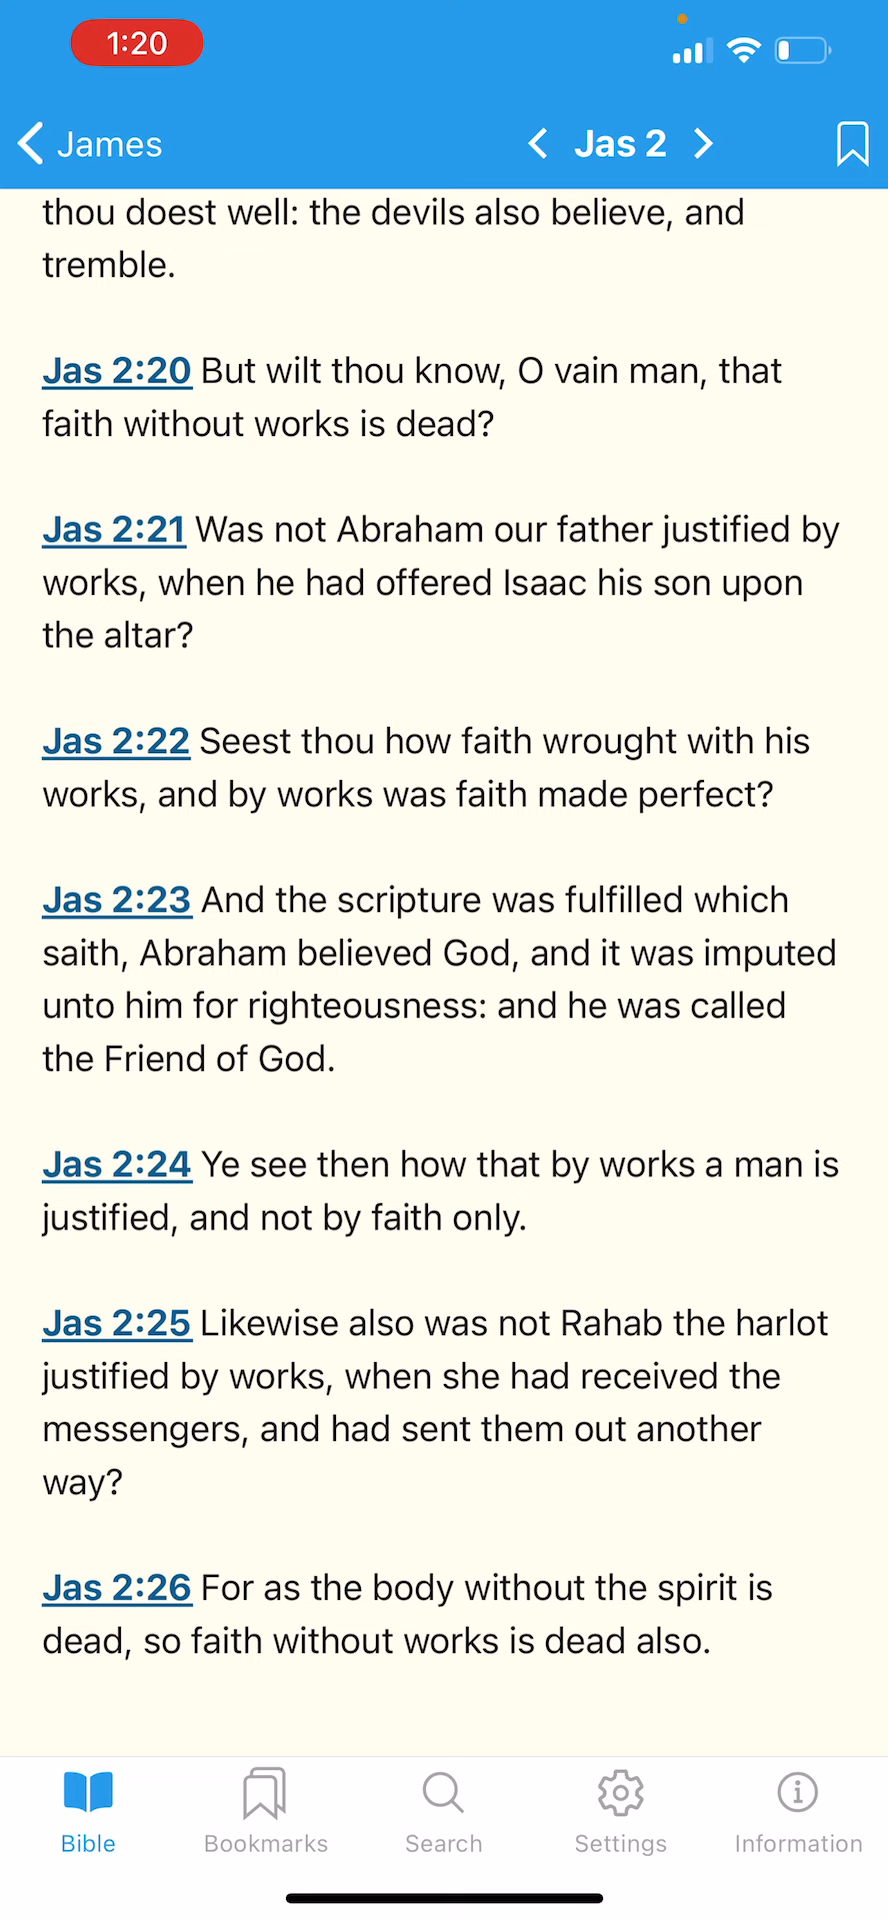 1:20
James
Jas 2
thou doest well: the devils also believe, and
tremble.
Jas 2:20 But wilt thou know, O vain man, that
faith without works is dead?
Jas 2:21 Was not Abraham our father justified by
works, when he had offered Isaac his son upon
the altar?
Jas 2:22 Seest thou how faith wrought with his
works, and by works was faith made perfect?
Jas 2:23 And the scripture was fulfilled which
saith, Abraham believed God, and it was imputed
unto him for righteousness: and he was called
the Friend of God.
Jas 2:24 Ye see then how that by works a man is
justified, and not by faith only.
Jas 2:25 Likewise also was not Rahab the harlot
justified by works, when she had received the
messengers, and had sent them out another
way?
Jas 2:26 For as the body without the spirit is
dead, so faith without works is dead also.
Bible Bookmarks Search Settings Information